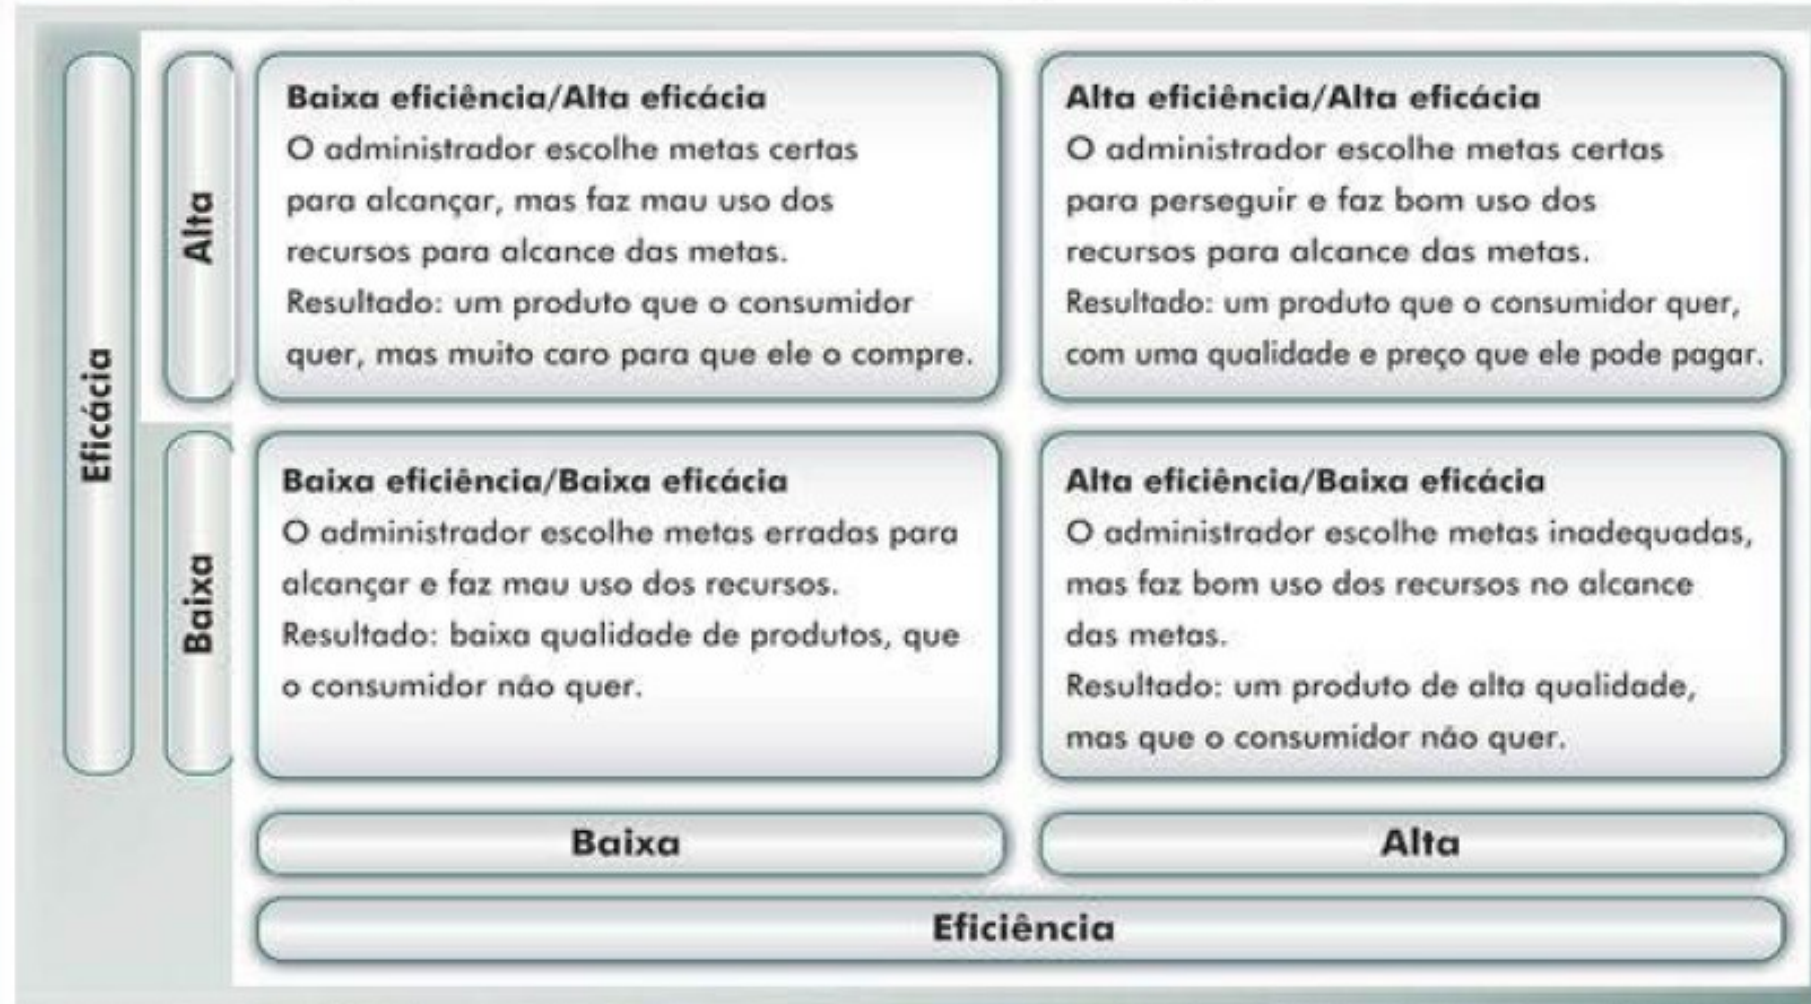 Eficácia
Alta
Baixa eficiência/Alta eficácia
O administrador escolhe metas certas
para alcançar, mas faz mau uso dos
recursos para alcance das metas.
Resultado: um produto que o consumidor
quer, mas muito caro para que ele o compre.
Alta eficiência/Alta eficácia
O administrador escolhe metas certas
para perseguir e faz bom uso dos
recursos para alcance das metas.
Resultado: um produto que o consumidor quer,
com uma qualidade e preço que ele pode pagar.
Baixa
Baixa eficiência/Baixa eficácia
O administrador escolhe metas erradas para
alcançar e faz mau uso dos recursos.
Resultado: baixa qualidade de produtos, que
o consumidor não quer.
Alta eficiência/Baixa eficácia
O administrador escolhe metas inadequadas,
mas faz bom uso dos recursos no alcance
das metas.
Resultado: um produto de alta qualidade,
mas que o consumidor não quer.
Baixa
Alta
Eficiência